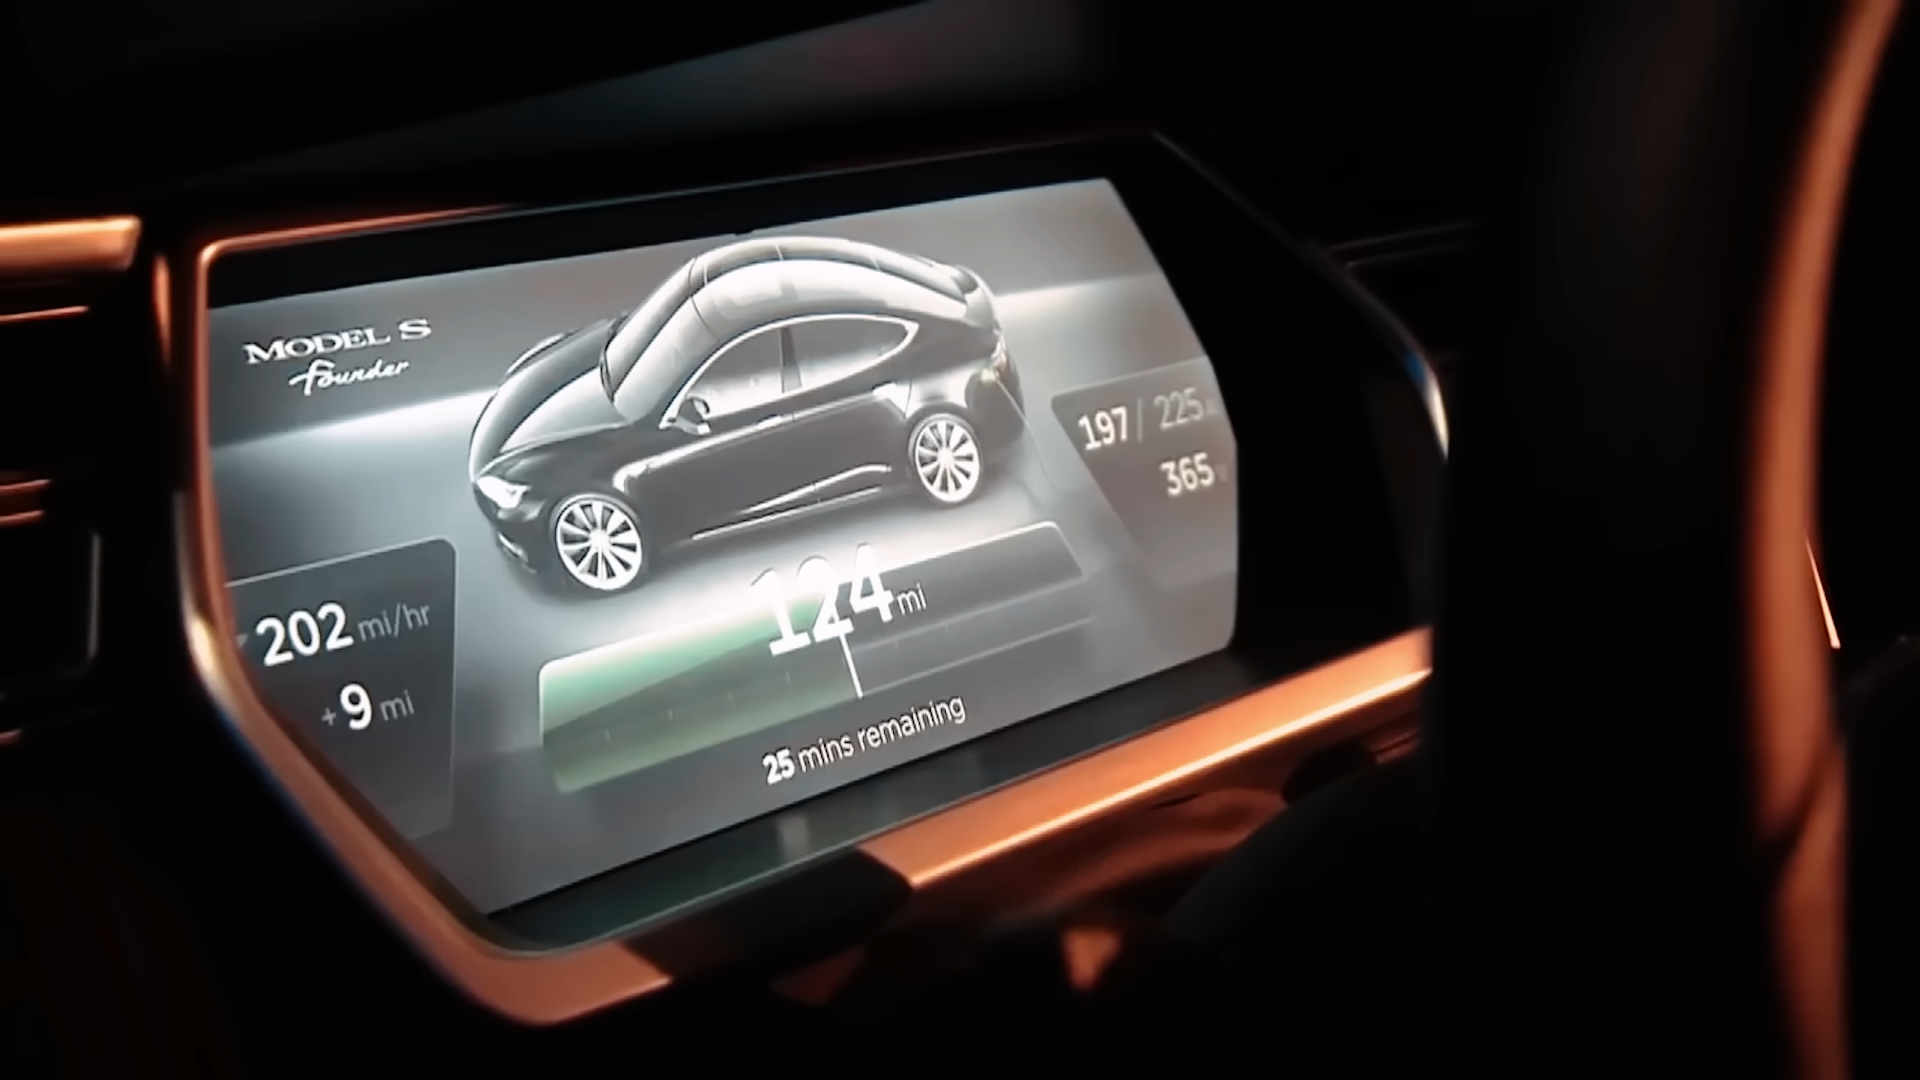 MODEL S
Founder
197 / 225 A
365 V
202 mi/hr
+9 mi
124 mi
25 mins remaining